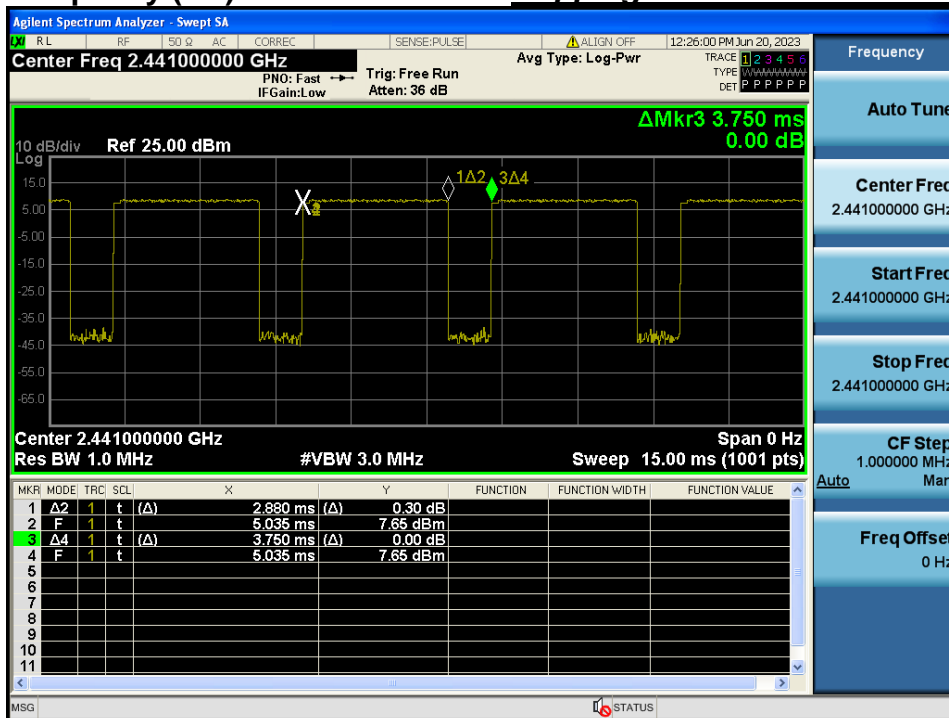 Agilent Spectrum Analyzer - Swept SA
LXI RL RF 50 Ω AC CORREC SENSE:PULSE ALIGN OFF 12:26:00 PM Jun 20, 2023
Center Freq 2.441000000 GHz
Avg Type: Log-Pwr
TRACE 1 2 3 4 5 6
TYPE
DET P P P P P P
PNO: Fast
IFGain:Low
Trig: Free Run
Atten: 36 dB
Frequency
Auto Tune
ΔMkr3 3.750 ms
0.00 dB
10 dB/div Ref 25.00 dBm
Log
15.0
5.00
-5.00
-15.0
-25.0
-35.0
-45.0
-55.0
-65.0
X
1Δ2
3Δ4
Center 2.441000000 GHz Span 0 Hz
Res BW 1.0 MHz #VBW 3.0 MHz Sweep 15.00 ms (1001 pts)
Center Freq
2.441000000 GHz
Start Freq
2.441000000 GHz
Stop Freq
2.441000000 GHz
CF Step
1.000000 MHz
Auto Man
Freq Offset
0 Hz
MKR MODE TRC SCL X Y FUNCTION FUNCTION WIDTH FUNCTION VALUE
1 Δ2 1 t (Δ) 2.880 ms (Δ) 0.30 dB
2 F 1 t 5.035 ms 7.65 dBm
3 Δ4 1 t (Δ) 3.750 ms (Δ) 0.00 dB
4 F 1 t 5.035 ms 7.65 dBm
5
6
7
8
9
10
11
MSG STATUS